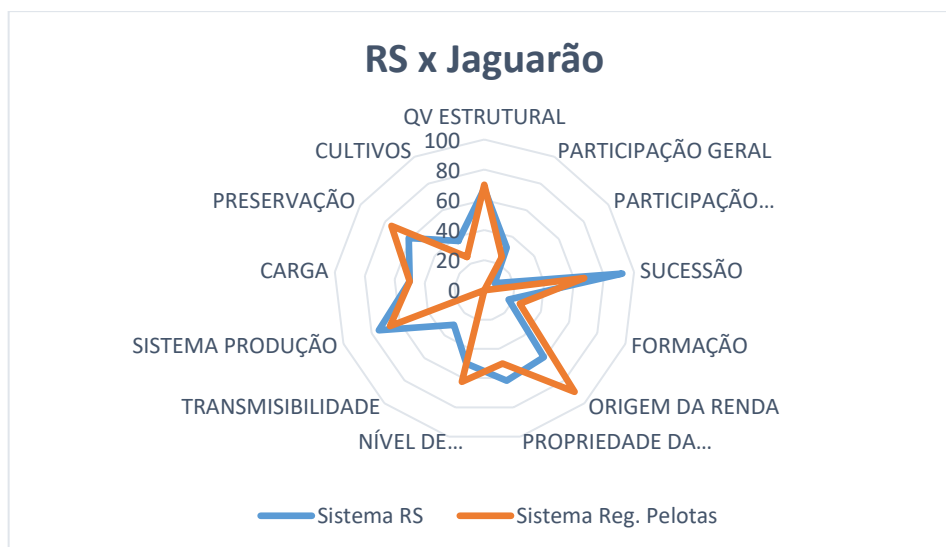 RS x Jaguarão
QV ESTRUTURAL
100
PARTICIPAÇÃO GERAL
CULTIVOS
80
PRESERVAÇÃO
60
PARTICIPAÇÃO...
40
CARGA
20
SUCESSÃO
0
SISTEMA PRODUÇÃO
FORMAÇÃO
TRANSMISIBILIDADE
ORIGEM DA RENDA
NÍVEL DE...
PROPRIEDADE DA...
Sistema RS
Sistema Reg. Pelotas